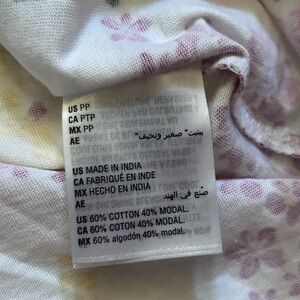 US PP
CA PTP
MX PP
AE بيتيت" صغير ونحيف"
US MADE IN INDIA
CA FABRIQUÉ EN INDE
MX HECHO EN INDIA
AE صُنع في الهند
US 60% COTTON 40% MODAL.
CA 60% COTON 40% MODAL.
MX 60% algodón 40% modal.